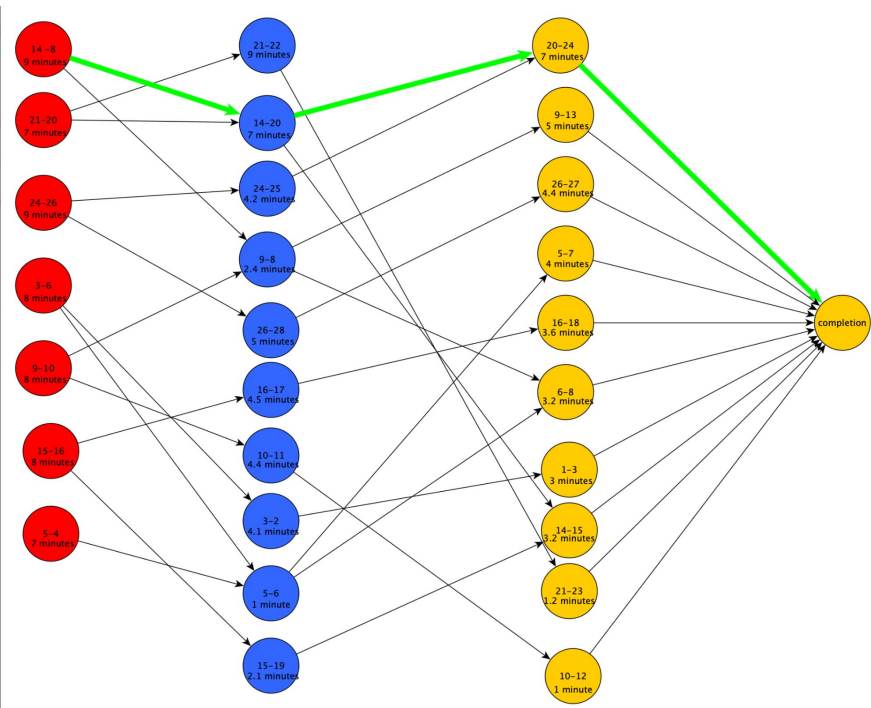 14 -8
9 minutes
21-20
7 minutes
24-26
9 minutes
3-6
8 minutes
9-10
8 minutes
15-16
8 minutes
5-4
7 minutes
21-22
9 minutes
14-20
7 minutes
24-25
4.2 minutes
9-8
2.4 minutes
26-28
5 minutes
16-17
4.5 minutes
10-11
4.4 minutes
3-2
4.1 minutes
5-6
1 minute
15-19
2.1 minutes
20-24
7 minutes
9-13
5 minutes
26-27
4.4 minutes
5-7
4 minutes
16-18
3.6 minutes
6-8
3.2 minutes
1-3
3 minutes
14-15
3.2 minutes
21-23
1.2 minutes
10-12
1 minute
completion